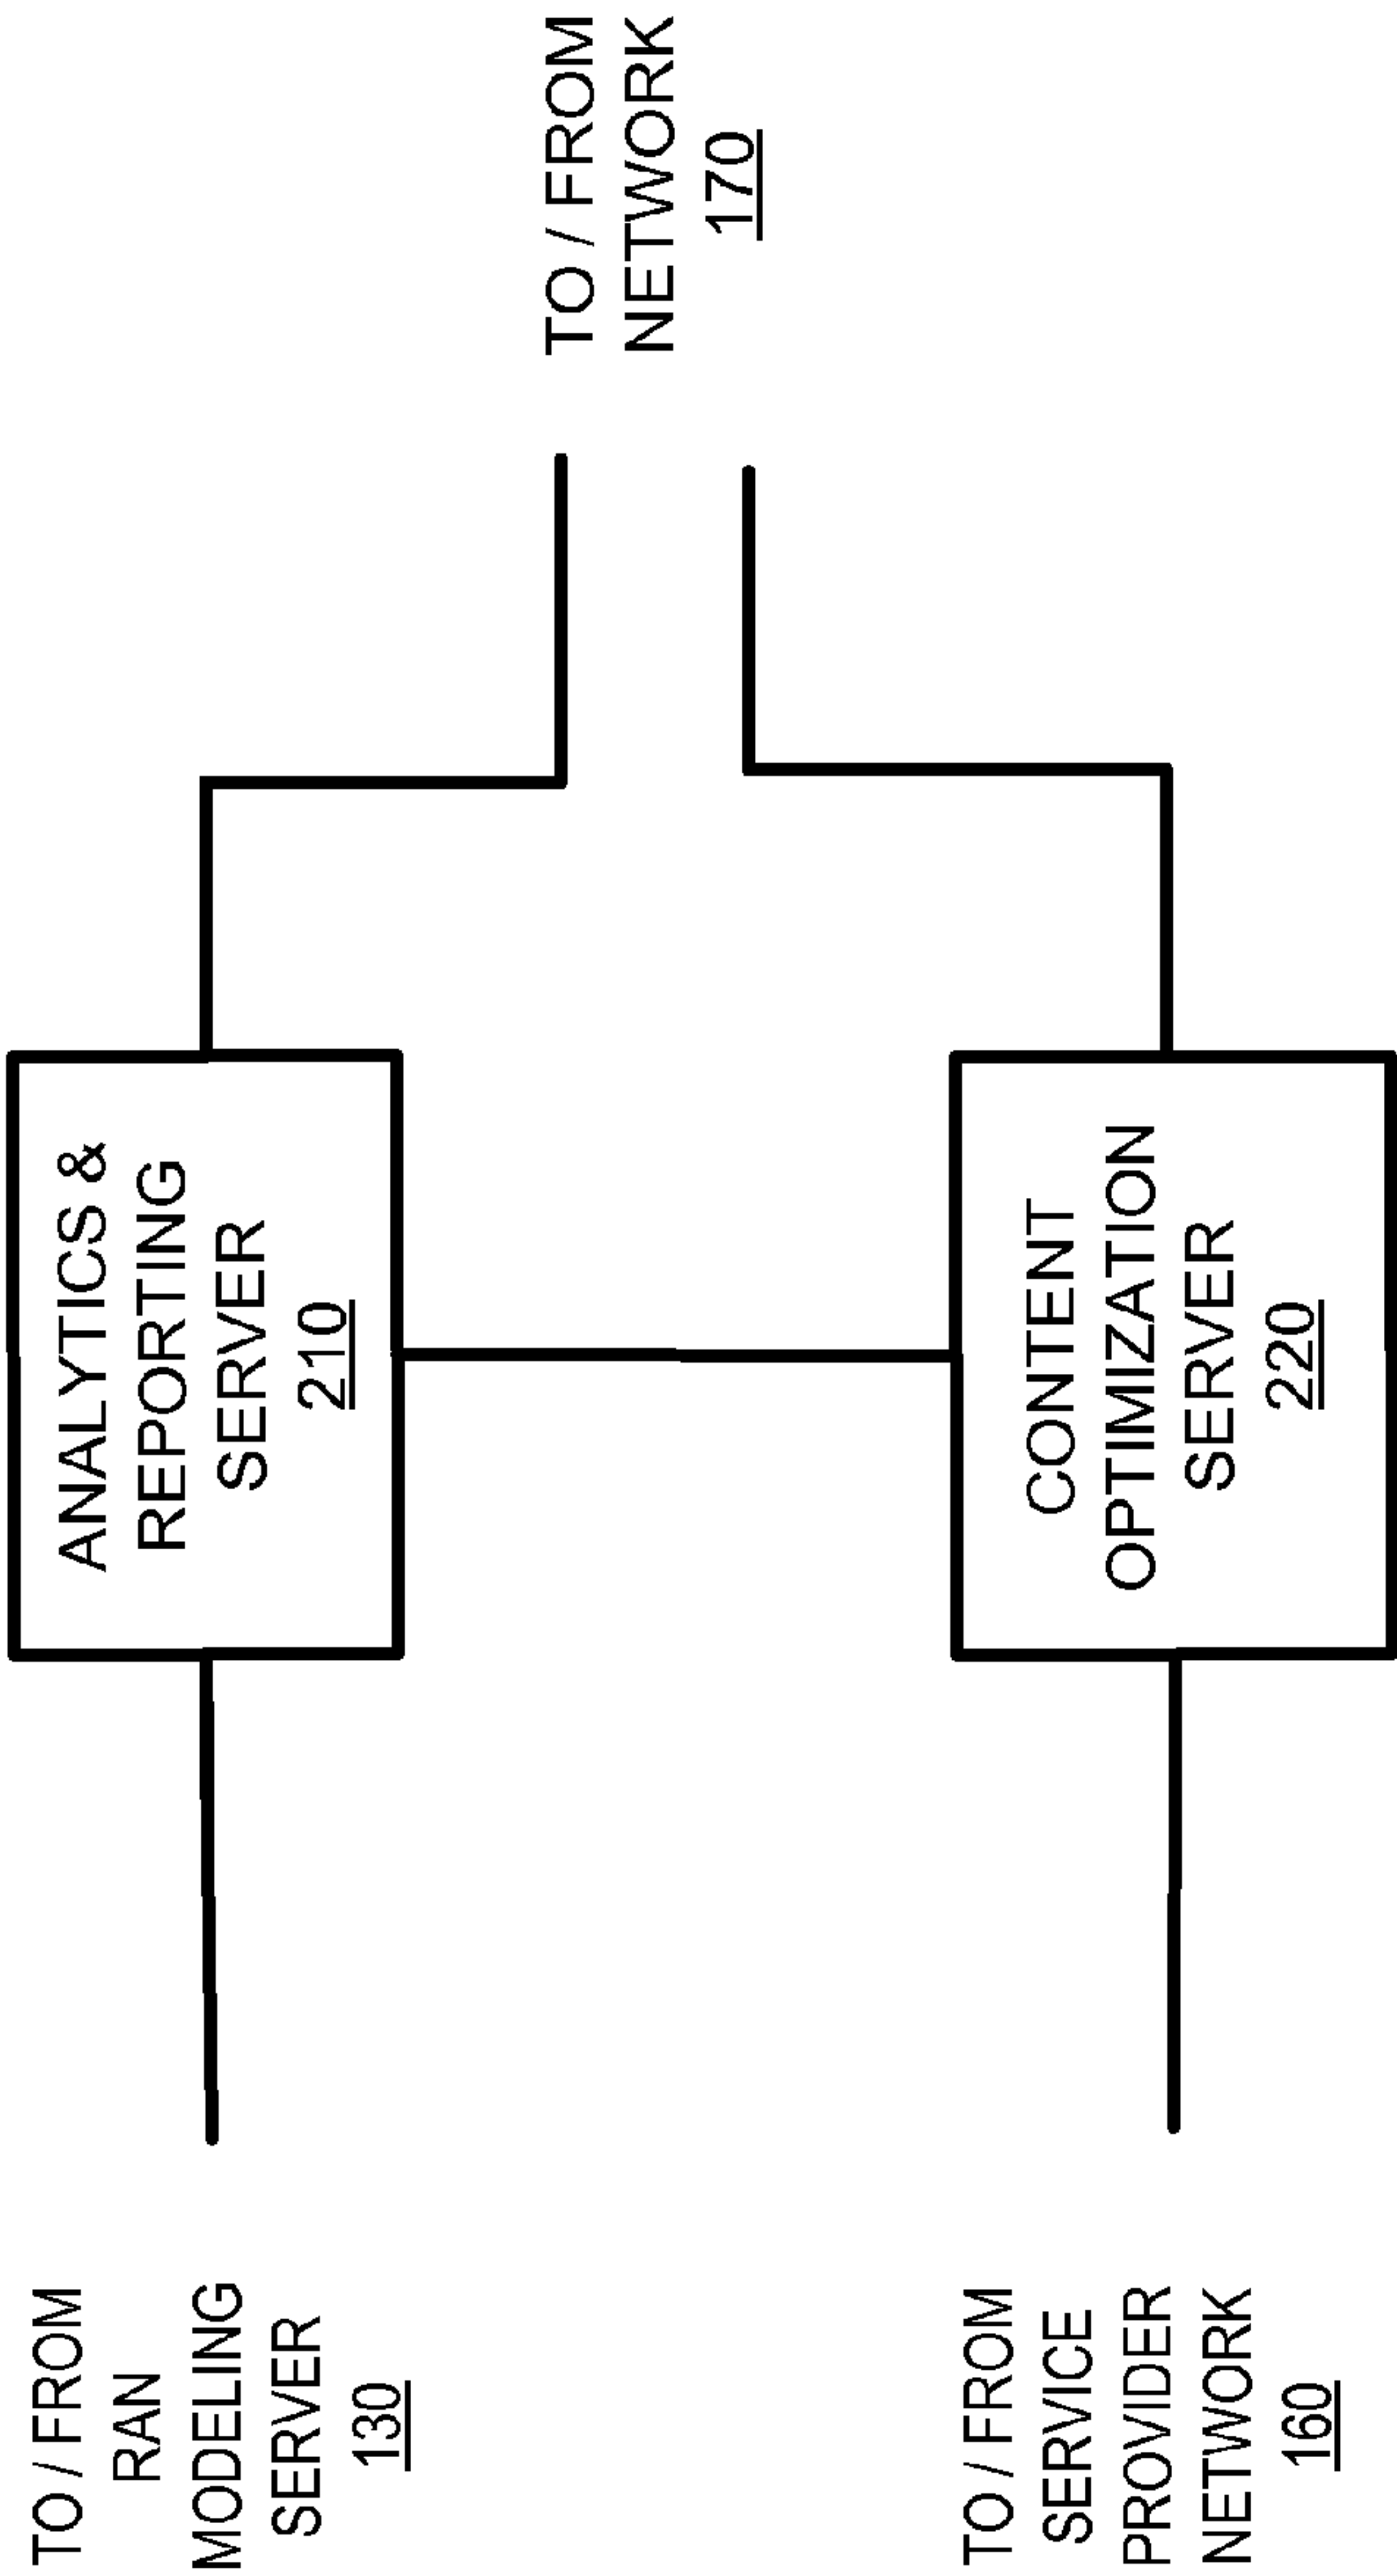 TO / FROM
RAN
MODELING
SERVER
130
ANALYTICS &
REPORTING
SERVER
210
TO / FROM
NETWORK
170
TO / FROM
SERVICE
PROVIDER
NETWORK
160
CONTENT
OPTIMIZATION
SERVER
220